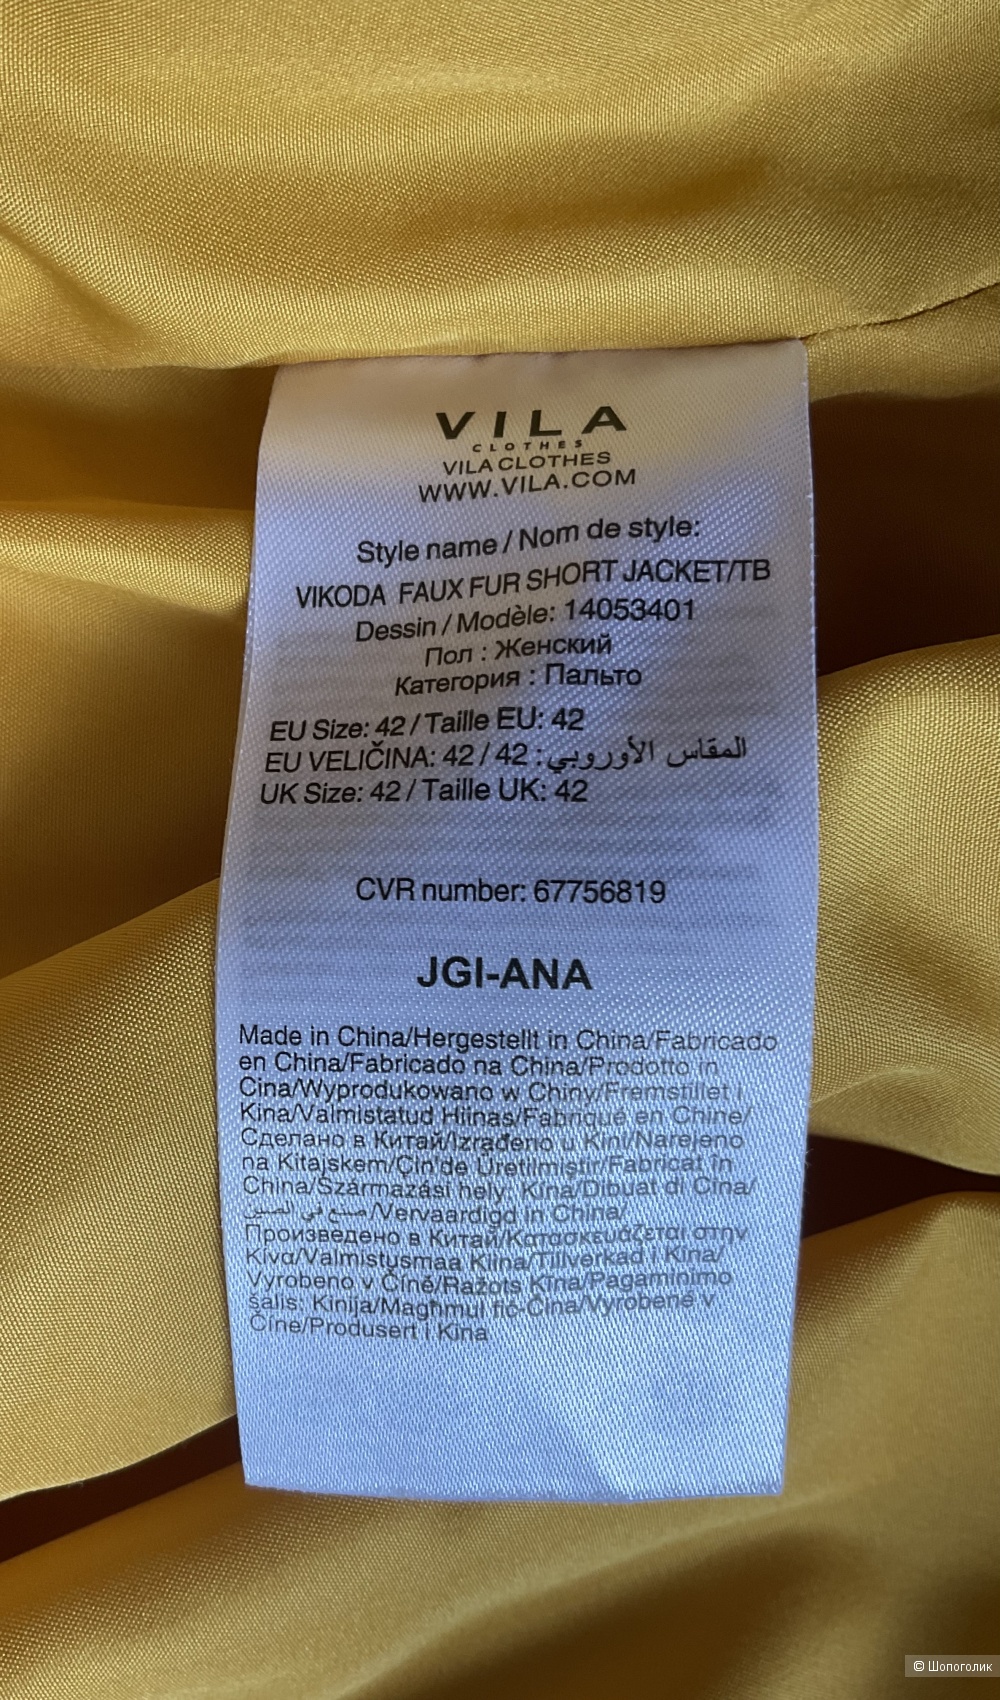 VILA
CLOTHES
VILA CLOTHES
WWW.VILA.COM
Style name / Nom de style:
VIKODA FAUX FUR SHORT JACKET/TB
Dessin / Modèle: 14053401
Пол : Женский
Категория : Пальто
EU Size: 42 / Taille EU: 42
EU VELIČINA: 42 / 42 : المقاس الأوروبي
UK Size: 42 / Taille UK: 42
CVR number: 67756819
JGI-ANA
Made in China/Hergestellt in China/Fabricado
en China/Fabricado na China/Prodotto in
Cina/Wyprodukowano w Chiny/Fremstillet i
Kina/Valmistatud Hiinas/Fabriqué en Chine/
Сделано в Китай/Izrađeno u Kini/Narejeno
na Kitajskem/Çin'de Üretilmiştir/Fabricat în
China/Származási hely: Kína/Dibuat di Cina/
صنع في الصين/Vervaardigd in China/
Произведено в Китай/Κατασκευάζεται στην
Κίνα/Valmistusmaa Kiina/Tillverkad i Kina/
Vyrobeno v Číně/Ražots Ķīnā/Pagaminimo
šalis: Kinija/Magħmul fiċ-Ċina/Vyrobené v
Číne/Produsert i Kina
© Шопоголик